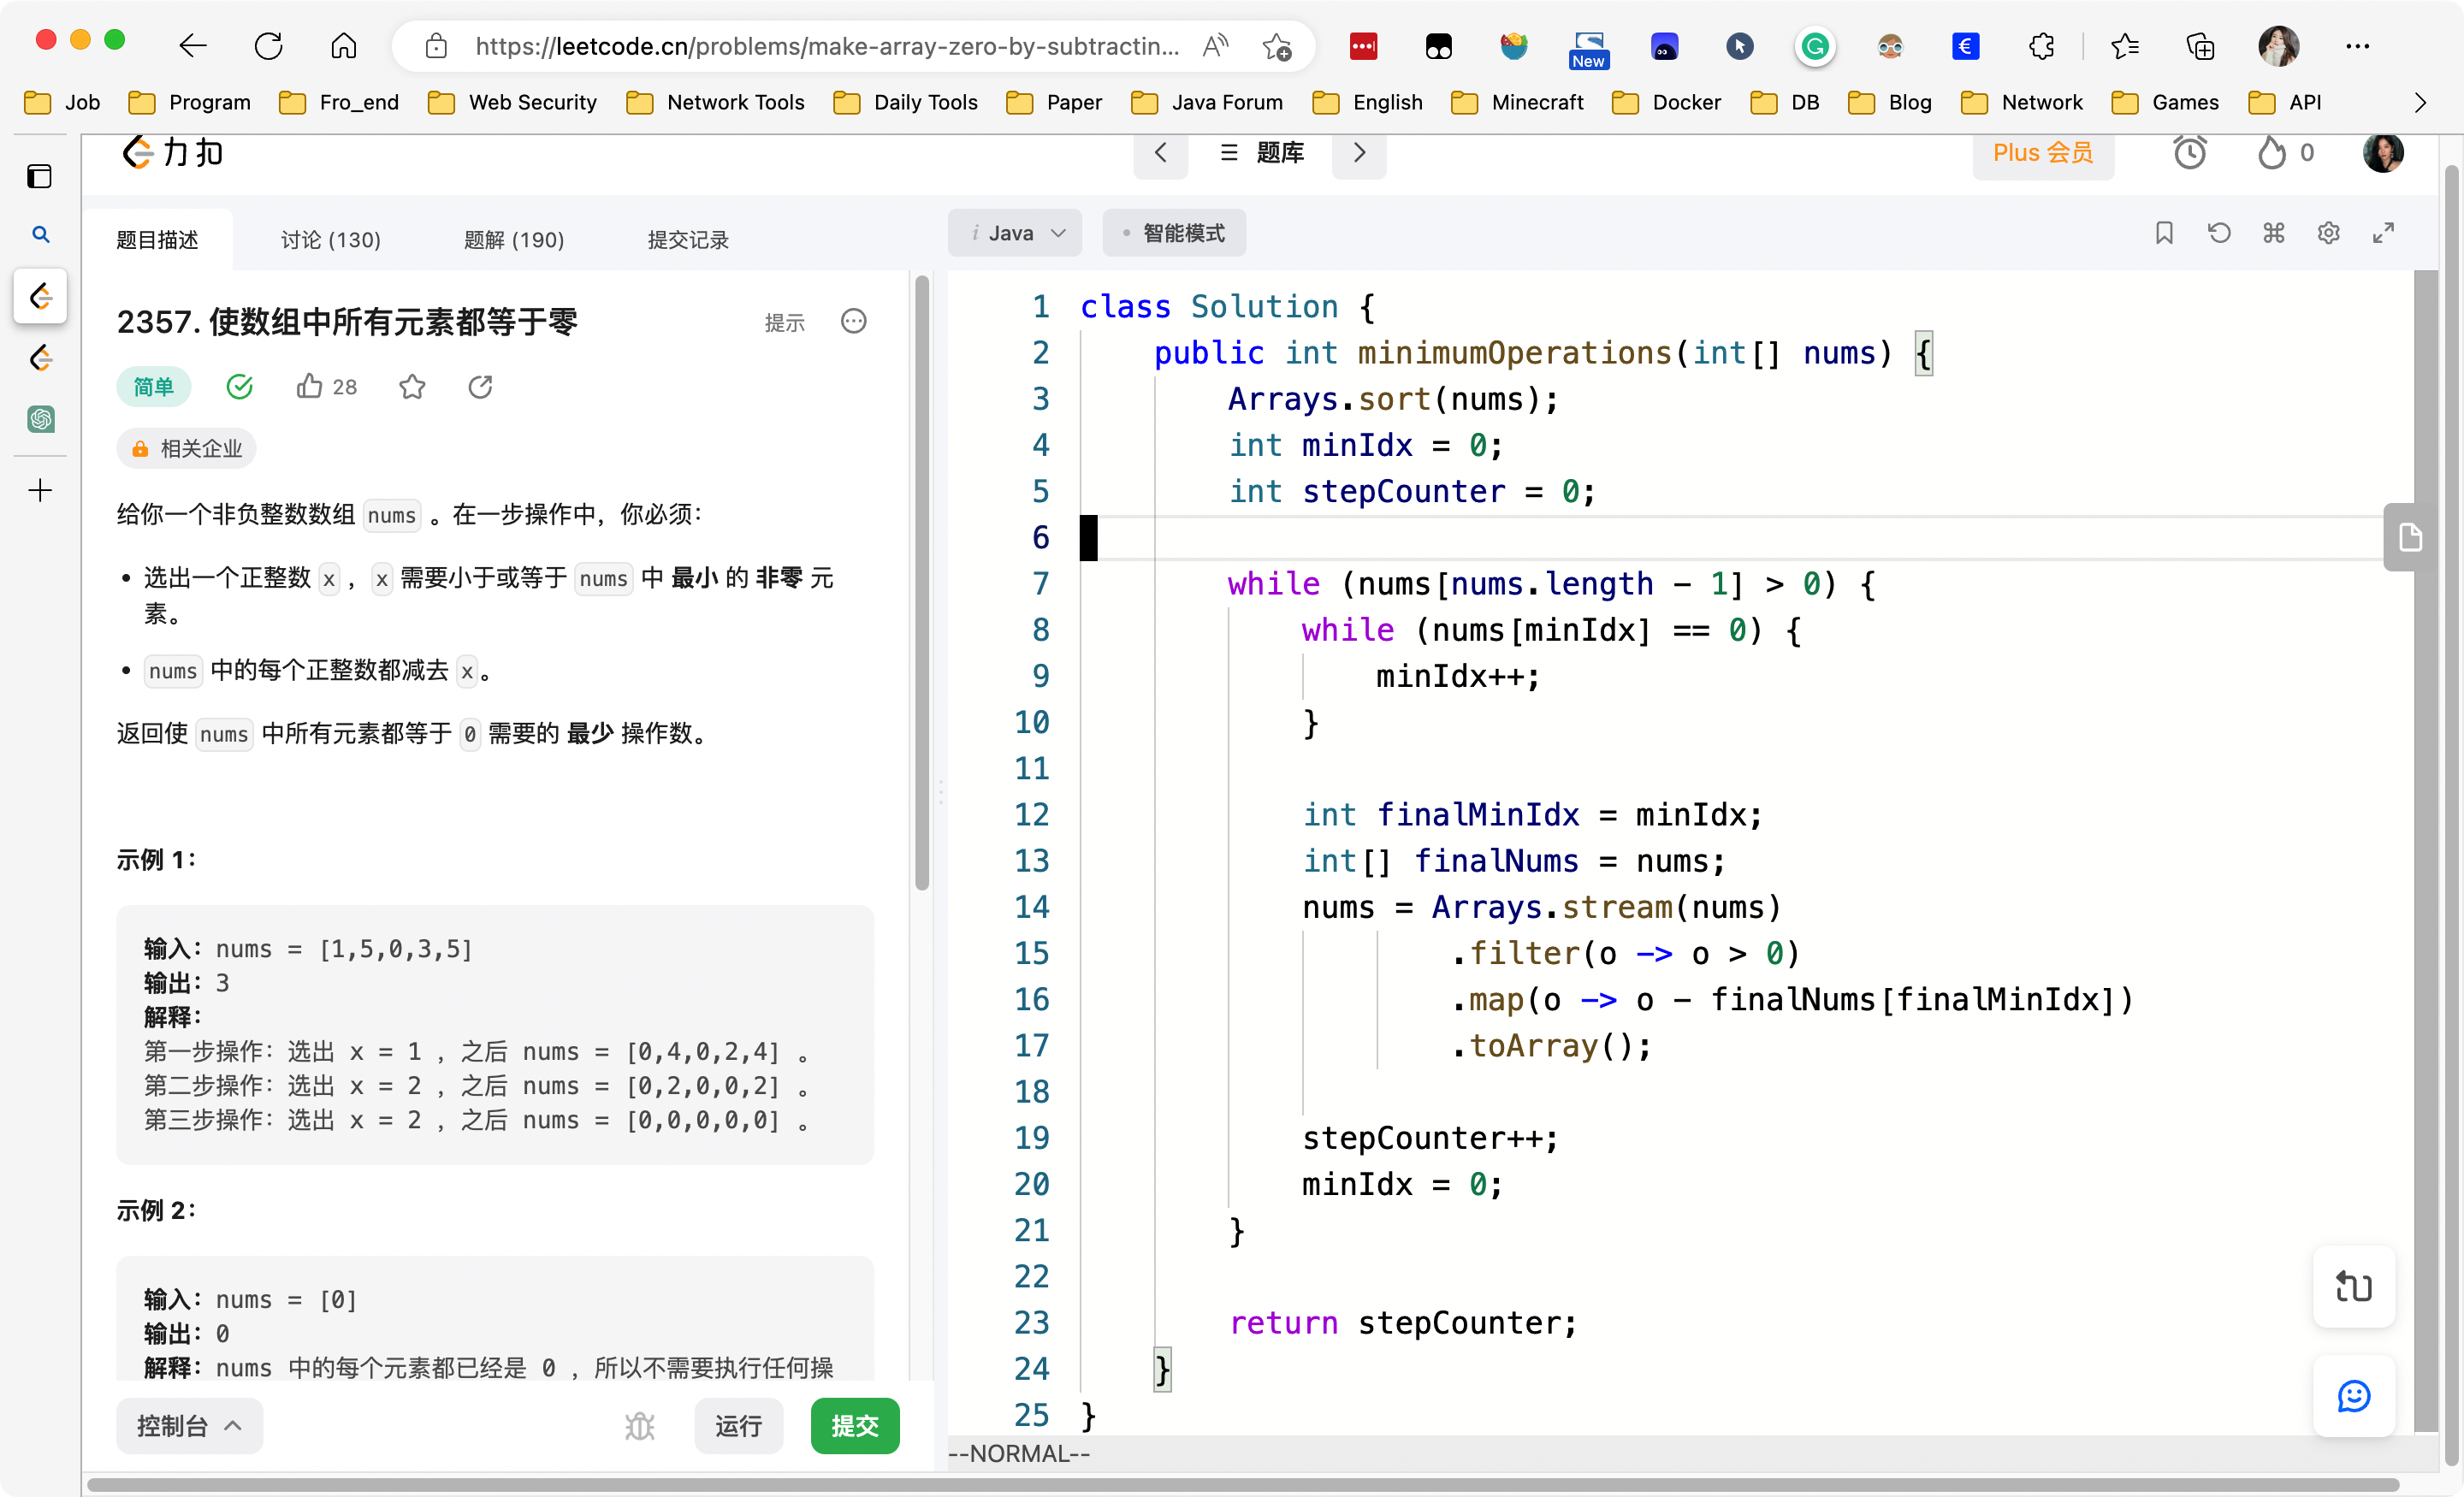 https://leetcode.cn/problems/make-array-zero-by-subtractin...
New
Job
Program
Fro_end
Web Security
Network Tools
Daily Tools
Paper
Java Forum
English
Minecraft
Docker
DB
Blog
Network
Games
API
力扣
题库
Plus 会员
0
题目描述
讨论 (130)
题解 (190)
提交记录
2357. 使数组中所有元素都等于零
提示
简单
28
相关企业
给你一个非负整数数组 nums 。在一步操作中，你必须：
• 选出一个正整数 x ，x 需要小于或等于 nums 中 最小 的 非零 元
素。
• nums 中的每个正整数都减去 x。
返回使 nums 中所有元素都等于 0 需要的 最少 操作数。
示例 1：
输入：nums = [1,5,0,3,5]
输出：3
解释：
第一步操作：选出 x = 1 ，之后 nums = [0,4,0,2,4] 。
第二步操作：选出 x = 2 ，之后 nums = [0,2,0,0,2] 。
第三步操作：选出 x = 2 ，之后 nums = [0,0,0,0,0] 。
示例 2：
输入：nums = [0]
输出：0
解释：nums 中的每个元素都已经是 0 ，所以不需要执行任何操
控制台
运行
提交
i Java
智能模式
1 class Solution {
2     public int minimumOperations(int[] nums) {
3         Arrays.sort(nums);
4         int minIdx = 0;
5         int stepCounter = 0;
6
7         while (nums[nums.length - 1] > 0) {
8             while (nums[minIdx] == 0) {
9                 minIdx++;
10             }
11
12             int finalMinIdx = minIdx;
13             int[] finalNums = nums;
14             nums = Arrays.stream(nums)
15                     .filter(o -> o > 0)
16                     .map(o -> o - finalNums[finalMinIdx])
17                     .toArray();
18
19             stepCounter++;
20             minIdx = 0;
21         }
22
23         return stepCounter;
24     }
25 }
--NORMAL--